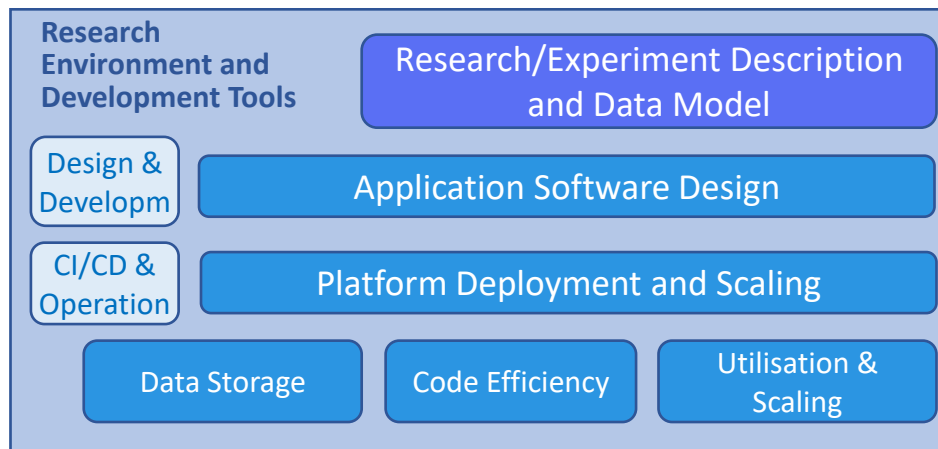 Research
Environment and
Development Tools
Research/Experiment Description
and Data Model
Design &
Developm
Application Software Design
CI/CD &
Operation
Platform Deployment and Scaling
Data Storage
Code Efficiency
Utilisation &
Scaling